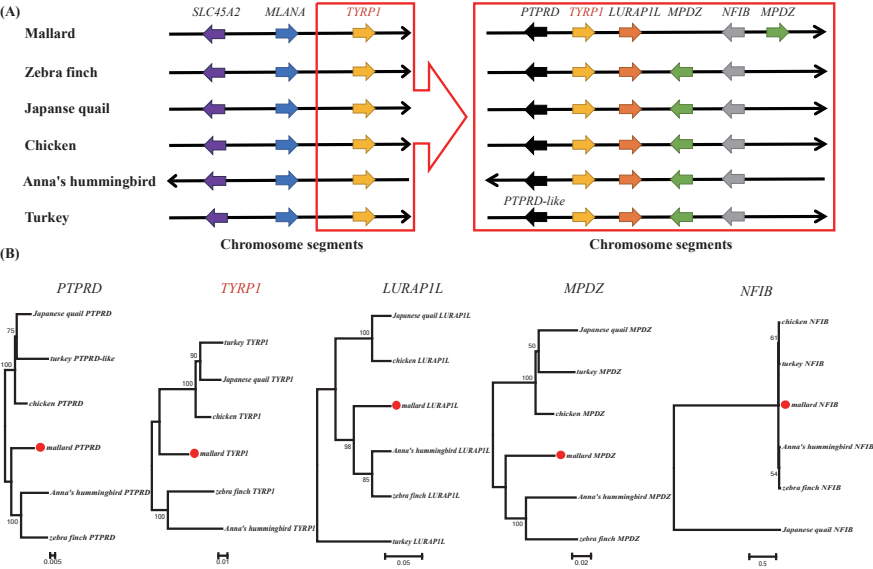 (A)
SLC45A2 MLANA TYRP1 PTPRD TYRP1 LURAP1L MPDZ NFIB MPDZ
Mallard
Zebra finch
Japanse quail
Chicken
Anna's hummingbird
PTPRD-like
Turkey
Chromosome segments Chromosome segments
(B)
PTPRD TYRP1 LURAP1L MPDZ NFIB
Japanese quail PTPRD
75
turkey PTPRD-like
100
chicken PTPRD
mallard PTPRD
Anna's hummingbird PTPRD
100
zebra finch PTPRD
0.005
turkey TYRP1
90
Japanese quail TYRP1
100
chicken TYRP1
mallard TYRP1
zebra finch TYRP1
Anna's hummingbird TYRP1
0.01
Japanese quail LURAP1L
100
chicken LURAP1L
mallard LURAP1L
98
Anna's hummingbird LURAP1L
85
zebra finch LURAP1L
turkey LURAP1L
0.05
Japanese quail MPDZ
50
turkey MPDZ
100
chicken MPDZ
mallard MPDZ
Anna's hummingbird MPDZ
100
zebra finch MPDZ
0.02
chicken NFIB
61
turkey NFIB
mallard NFIB
Anna's hummingbird NFIB
54
zebra finch NFIB
Japanese quail NFIB
0.5